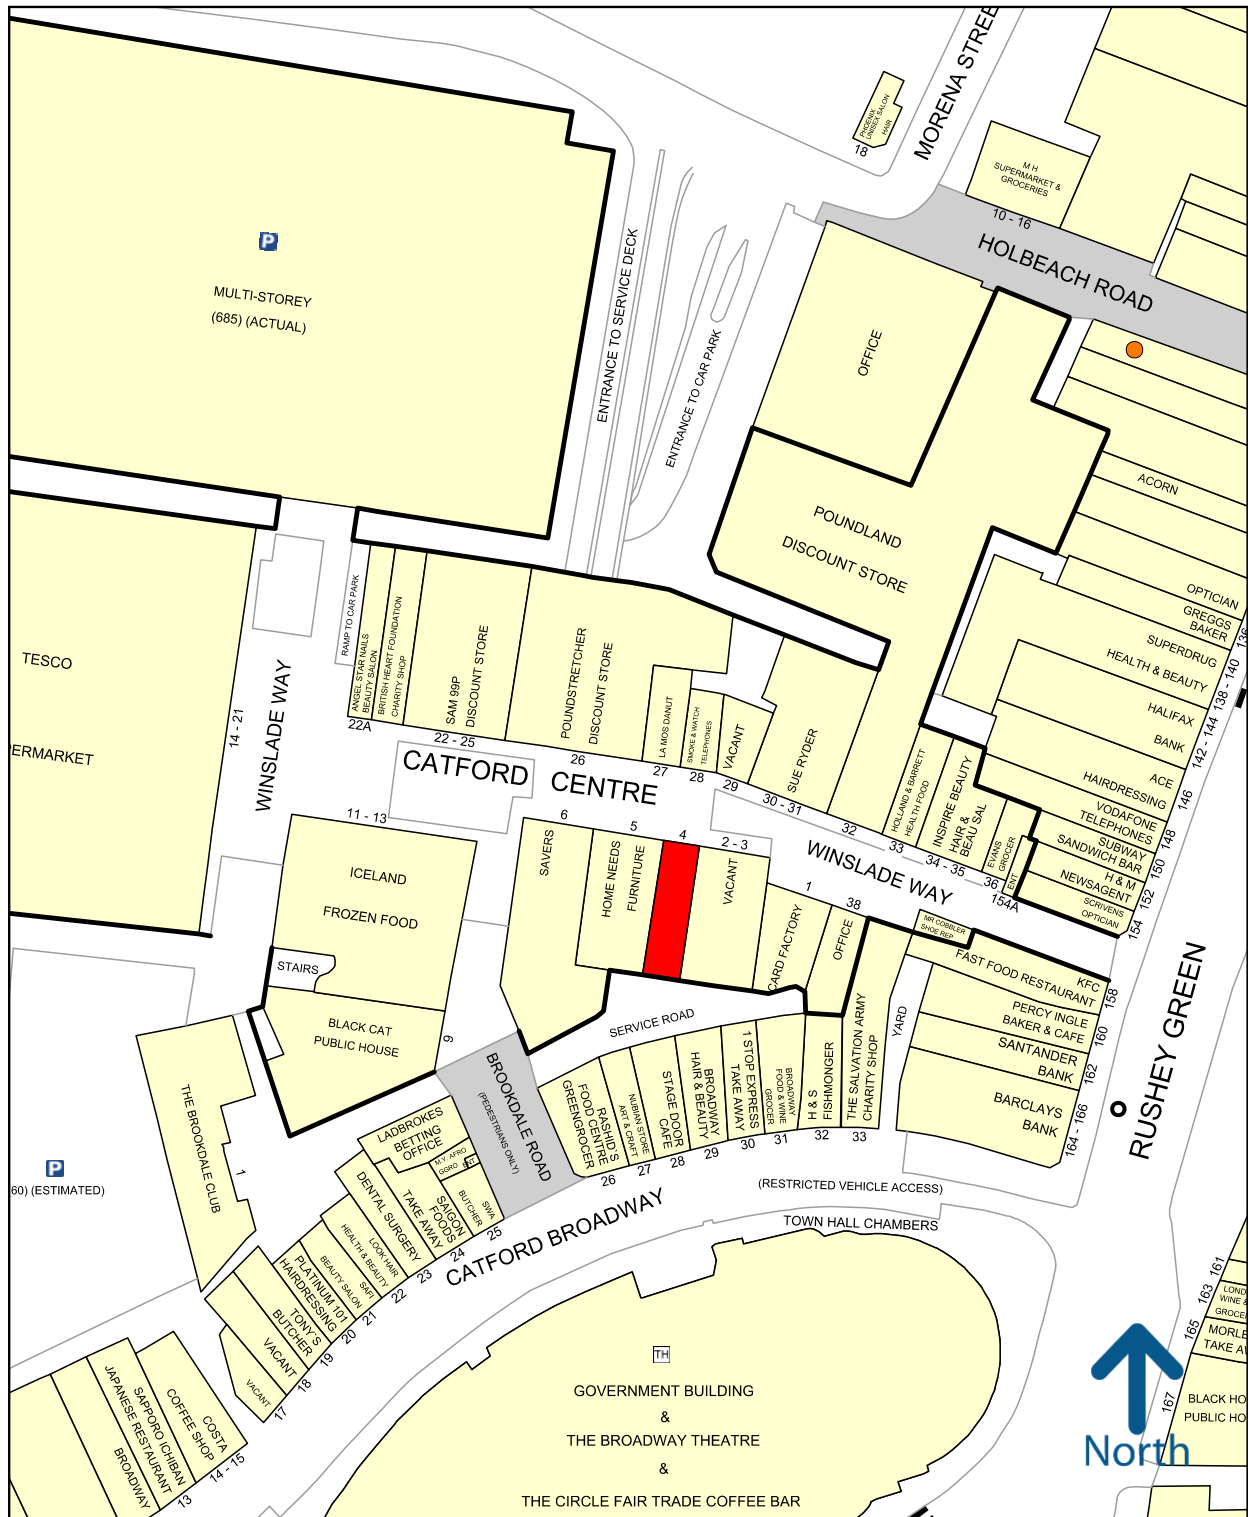 MORENA STREE
PHOENIX
UNISEX SALON
HAIR
18
M H
SUPERMARKET &
GROCERIES
10 - 16
HOLBEACH ROAD
P
MULTI-STOREY
(685) (ACTUAL)
ENTRANCE TO SERVICE DECK
ENTRANCE TO CAR PARK
OFFICE
POUNDLAND
DISCOUNT STORE
ACORN
OPTICIAN
GREGGS
BAKER
136
SUPERDRUG
HEALTH & BEAUTY
138 - 140
HALIFAX
BANK
142 - 144
ACE
HAIRDRESSING
146
VODAFONE
TELEPHONES
148
SUBWAY
SANDWICH BAR
150
H & M
NEWSAGENT
152
SCRIVENS
OPTICIAN
154
TESCO
PERMARKET
14 - 21
WINSLADE WAY
RAMP TO CAR PARK
ANGEL STAR NAILS
BEAUTY SALON
22A
BRITISH HEART FOUNDATION
CHARITY SHOP
SAM 99P
DISCOUNT STORE
22 - 25
POUNDSTRETCHER
DISCOUNT STORE
26
LA MOS DANUT
27
SMOKE & WATCH
TELEPHONES
28
VACANT
29
SUE RYDER
30 - 31
32
HOLLAND & BARRETT
HEALTH FOOD
33
INSPIRE BEAUTY
HAIR &
BEAU SAL
34 - 35
EVANS
GROCER
36
ENT
154A
CATFORD CENTRE
WINSLADE WAY
11 - 13
ICELAND
FROZEN FOOD
STAIRS
BLACK CAT
PUBLIC HOUSE
9
6
SAVERS
5
HOME NEEDS
FURNITURE
4
2 - 3
VACANT
1
CARD FACTORY
38
OFFICE
MR COBBLER
SHOE REP
FAST FOOD RESTAURANT
KFC
158
PERCY INGLE
BAKER & CAFE
160
SANTANDER
BANK
162
BARCLAYS
BANK
164 - 166
YARD
RUSHEY GREEN
SERVICE ROAD
BROOKDALE ROAD
(PEDESTRIANS ONLY)
RASHID'S
FOOD CENTRE
GREENGROCER
26
NUBIAN STORE
ART & CRAFT
27
STAGE DOOR
CAFE
28
BROADWAY
HAIR & BEAUTY
29
1 STOP EXPRESS
TAKE AWAY
30
BROADWAY
FOOD & WINE
GROCER
31
H & S
FISHMONGER
32
THE SALVATION ARMY
CHARITY SHOP
33
THE BROOKDALE CLUB
1
P
60) (ESTIMATED)
LADBROKES
BETTING
OFFICE
M.Y. AFRO
GGRO
ENT
SWA
BUTCHER
25
SAIGON
FOODS
TAKE AWAY
24
DENTAL SURGERY
23
LOOK HAIR
HEALTH & BEAUTY
22
SAFI
BEAUTY SALON
21
PLATINUM 101
HAIRDRESSING
20
TONY'S
BUTCHER
19
VACANT
18
VACANT
17
COSTA
COFFEE SHOP
14 - 15
SAPPORO ICHIBAN
JAPANESE RESTAURANT
13
BROADWAY
CATFORD BROADWAY
(RESTRICTED VEHICLE ACCESS)
TOWN HALL CHAMBERS
TH
GOVERNMENT BUILDING
&
THE BROADWAY THEATRE
&
THE CIRCLE FAIR TRADE COFFEE BAR
161
163
LOND
WINE &
GROCE
165
MORLE
TAKE AW
167
BLACK HO
PUBLIC HO
North